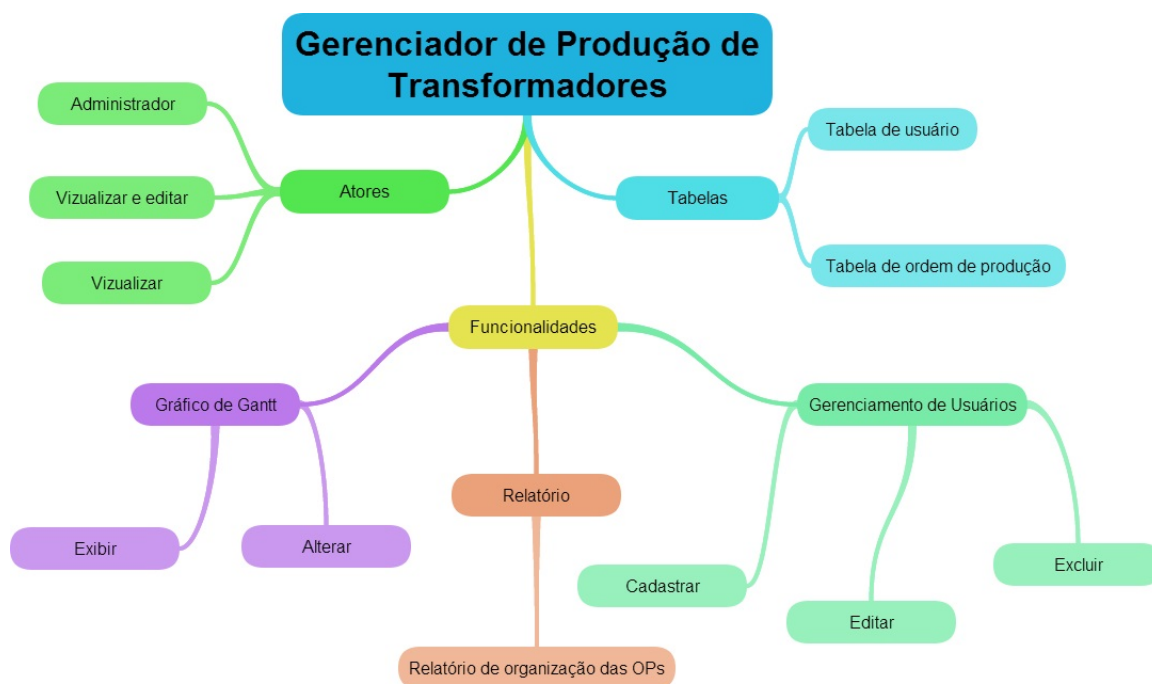 Gerenciador de Produção de
Transformadores
Administrador
Vizualizar e editar
Vizualizar
Atores
Tabelas
Tabela de usuário
Tabela de ordem de produção
Funcionalidades
Gráfico de Gantt
Exibir
Alterar
Relatório
Relatório de organização das OPs
Gerenciamento de Usuários
Cadastrar
Editar
Excluir